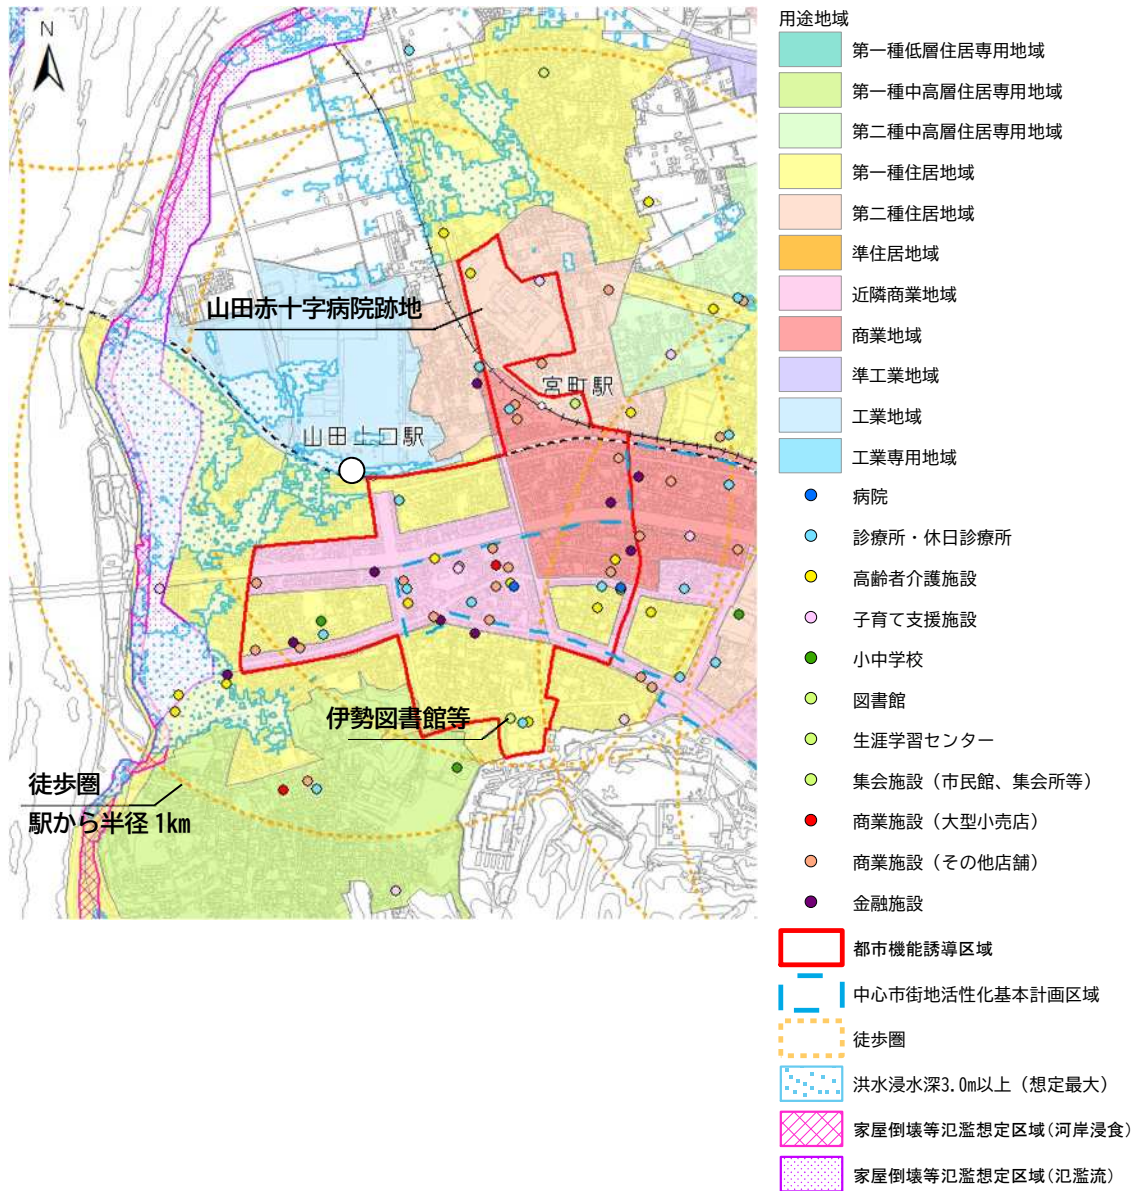 N
山田赤十字病院跡地
宮町駅
山田上口駅
伊勢図書館等
徒歩圏
駅から半径1km
用途地域
第一種低層住居専用地域
第一種中高層住居専用地域
第二種中高層住居専用地域
第一種住居地域
第二種住居地域
準住居地域
近隣商業地域
商業地域
準工業地域
工業地域
工業専用地域
病院
診療所・休日診療所
高齢者介護施設
子育て支援施設
小中学校
図書館
生涯学習センター
集会施設（市民館、集会所等）
商業施設（大型小売店）
商業施設（その他店舗）
金融施設
都市機能誘導区域
中心市街地活性化基本計画区域
徒歩圏
洪水浸水深3.0m以上（想定最大）
家屋倒壊等氾濫想定区域(河岸浸食)
家屋倒壊等氾濫想定区域(氾濫流)